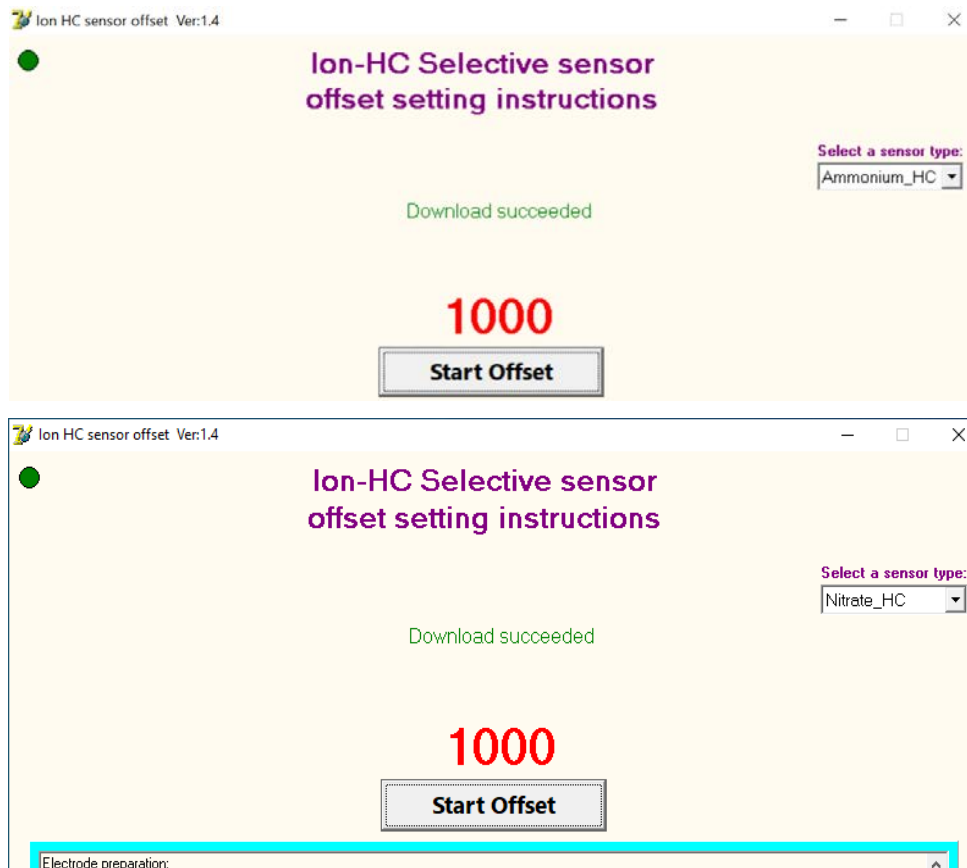 Ion HC sensor offset Ver:1.4
Ion-HC Selective sensor
offset setting instructions
Select a sensor type:
Ammonium_HC
Download succeeded
1000
Start Offset
Ion HC sensor offset Ver:1.4
Ion-HC Selective sensor
offset setting instructions
Select a sensor type:
Nitrate_HC
Download succeeded
1000
Start Offset
Electrode preparation: